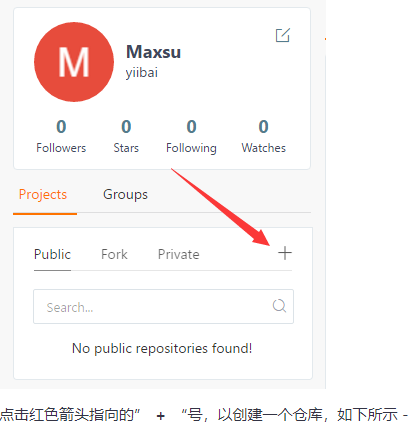 M
Maxsu
yiibai
0 0 0 0
Followers Stars Following Watches
Projects Groups
Public Fork Private +
Search...
No public repositories found!
点击红色箭头指向的” + “号，以创建一个仓库，如下所示 -